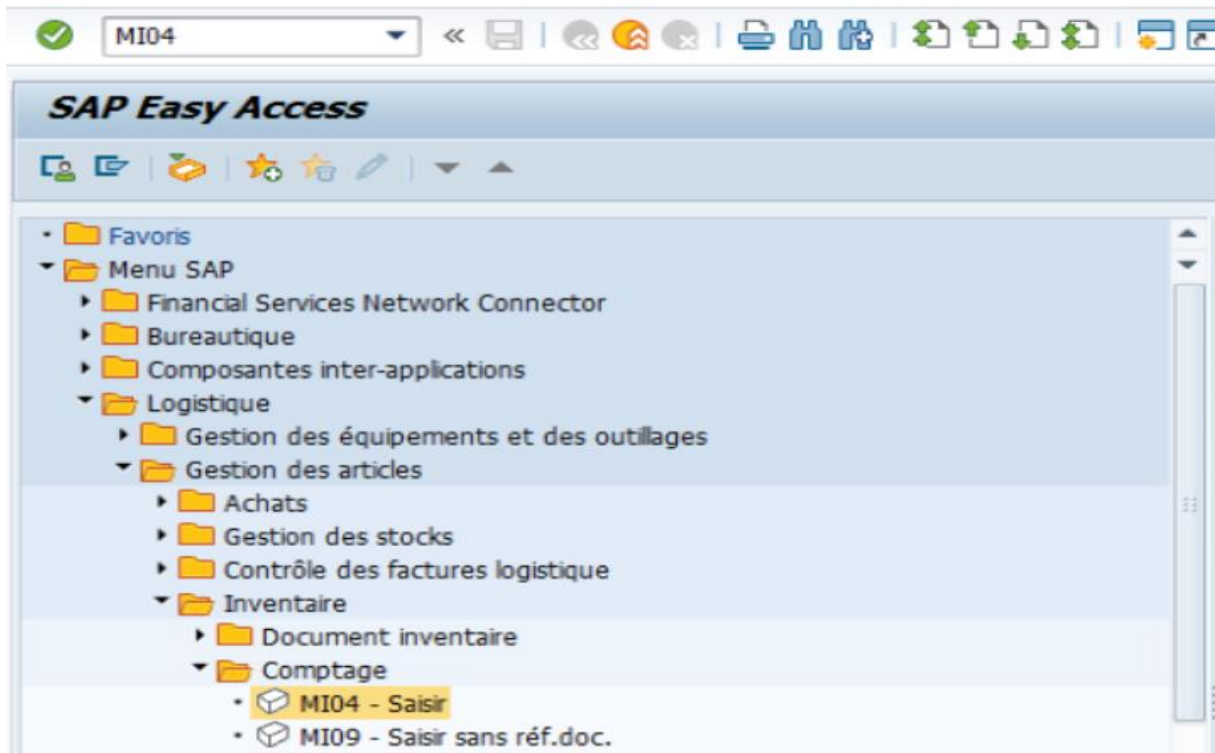 MI04
SAP Easy Access
Favoris
Menu SAP
Financial Services Network Connector
Bureautique
Composantes inter-applications
Logistique
Gestion des équipements et des outillages
Gestion des articles
Achats
Gestion des stocks
Contrôle des factures logistique
Inventaire
Document inventaire
Comptage
MI04 - Saisir
MI09 - Saisir sans réf.doc.